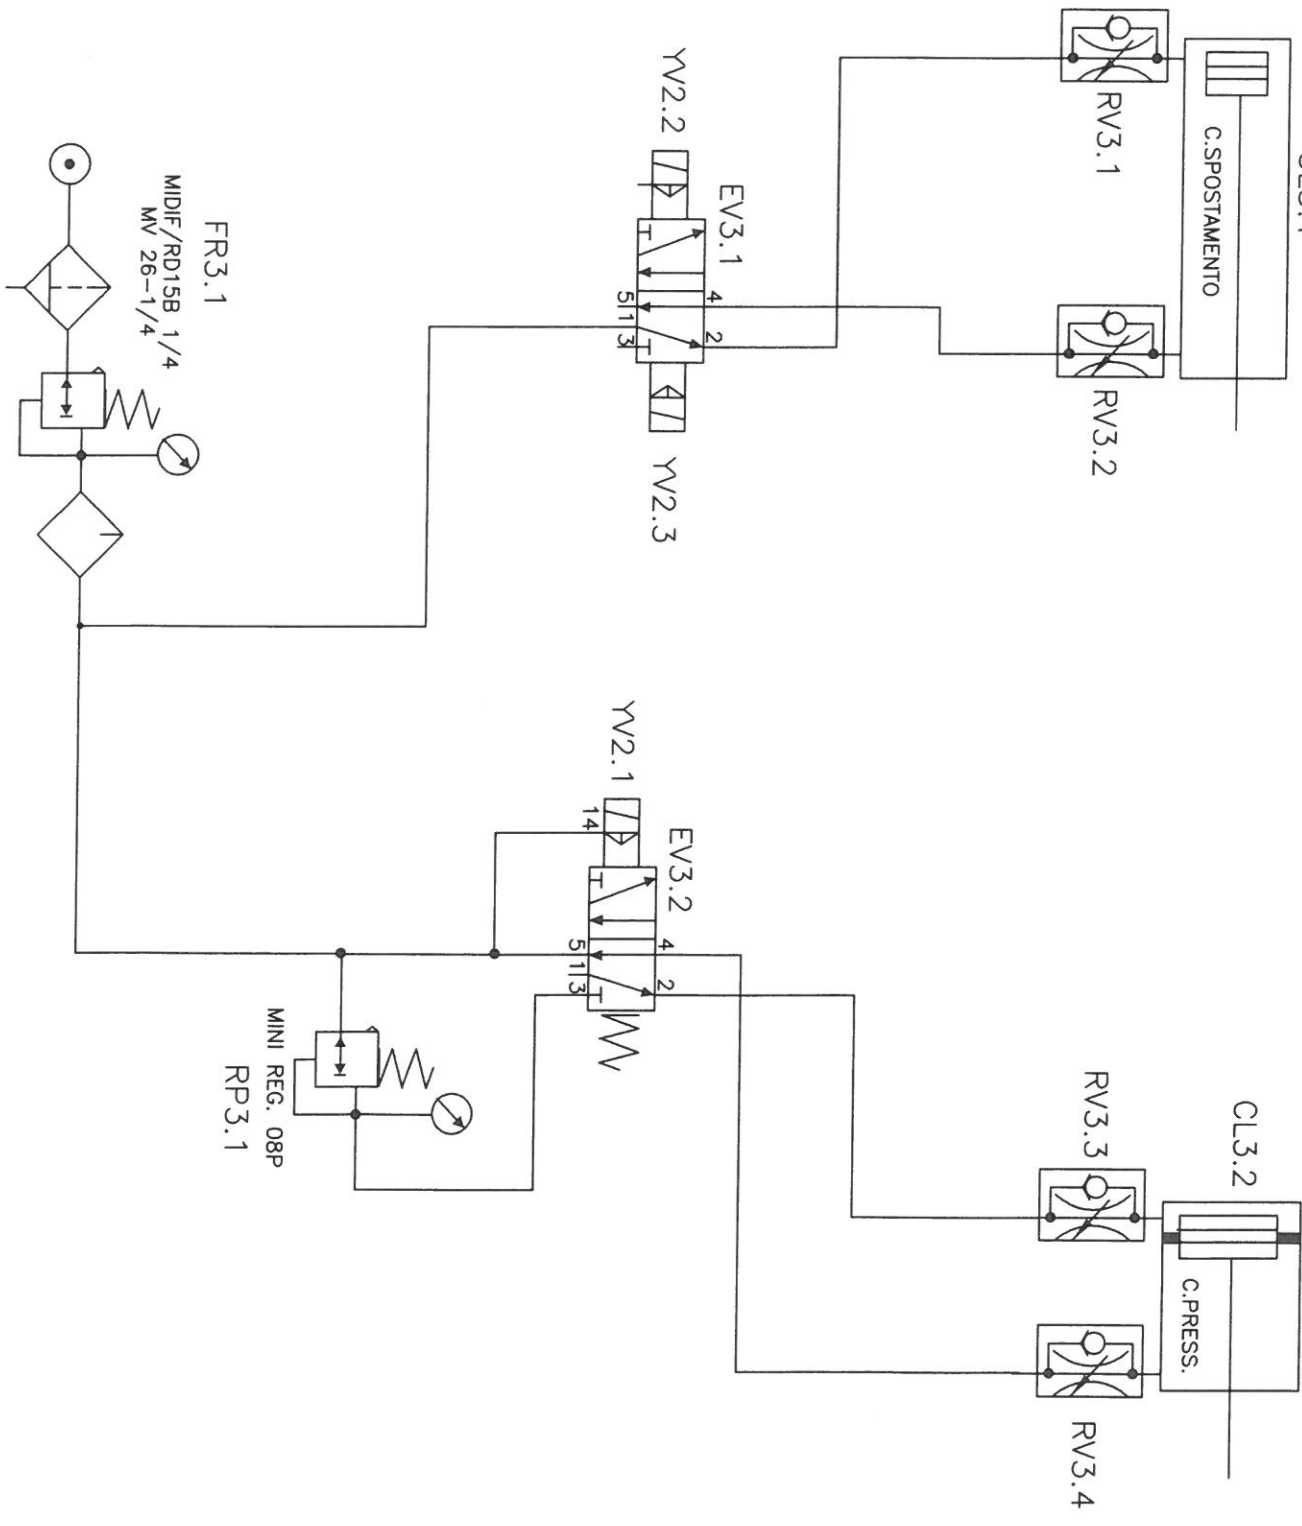 C.SPOSTAMENTO
RV3.1
RV3.2
YV2.2
EV3.1
4
2
5
1
3
YV2.3
FR3.1
MIDIF/RD15B 1/4
MV 26-1/4
CL3.2
C.PRESS.
RV3.3
RV3.4
YV2.1
EV3.2
14
4
2
5
1
3
MINI REG. 08P
RP3.1